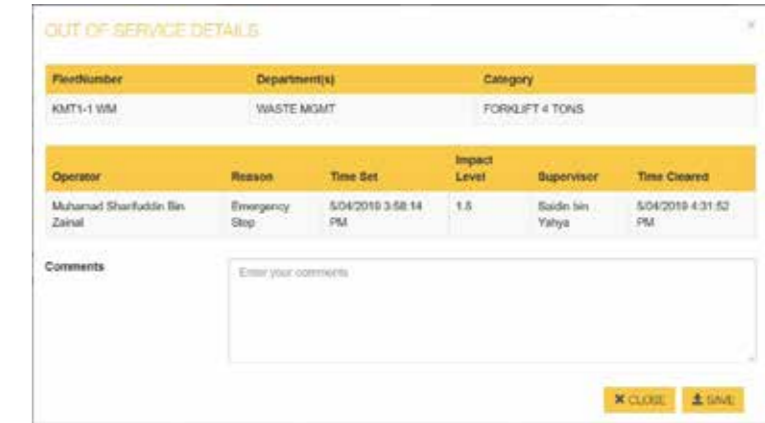 OUT OF SERVICE DETAILS
×
FleetNumber Department(s) Category
KMT1-1 WM WASTE MGMT FORKLIFT 4 TONS
Operator Reason Time Set Impact Level Supervisor Time Cleared
Muhamad Sharifuddin Bin Zainal Emergency Stop 5/04/2019 3:58:14 PM 1.5 Saidin bin Yahya 5/04/2019 4:31:52 PM
Comments Enter your comments
CLOSE SAVE